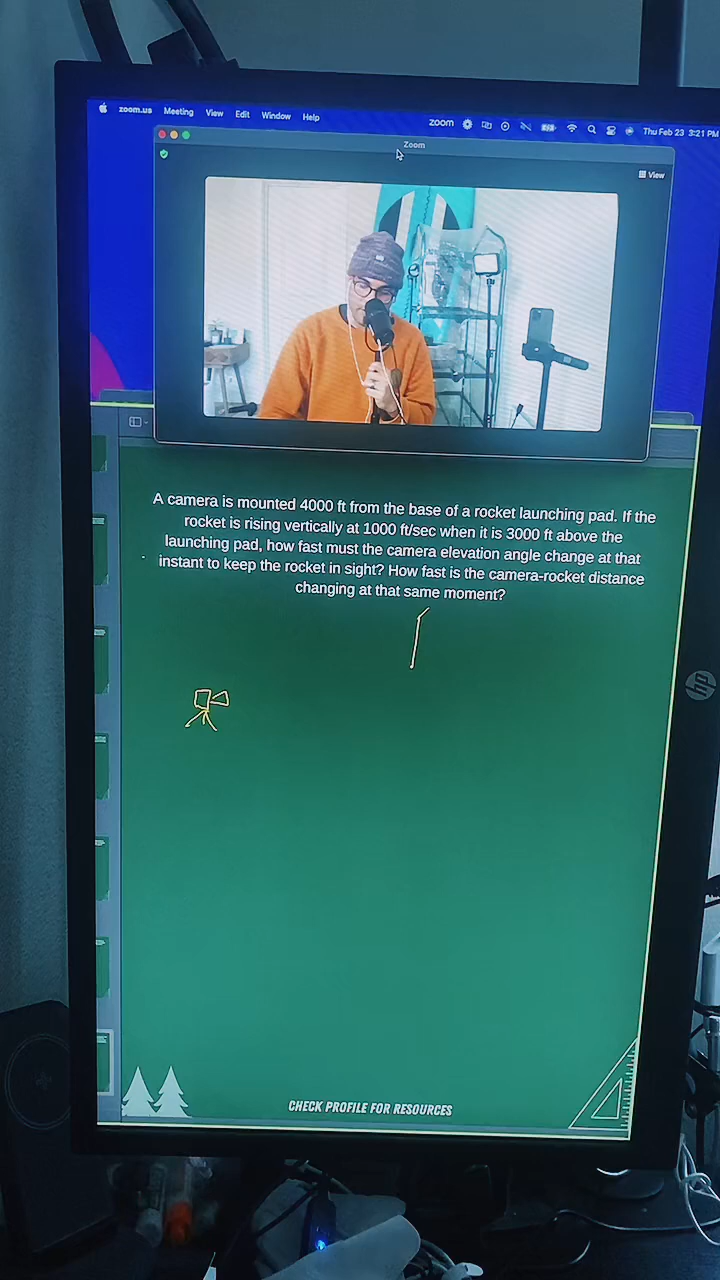 zoom.us Meeting View Edit Window Help zoom Thu Feb 23 3:21 PM
Zoom
View
A camera is mounted 4000 ft from the base of a rocket launching pad. If the
rocket is rising vertically at 1000 ft/sec when it is 3000 ft above the
launching pad, how fast must the camera elevation angle change at that
instant to keep the rocket in sight? How fast is the camera-rocket distance
changing at that same moment?
hp
CHECK PROFILE FOR RESOURCES